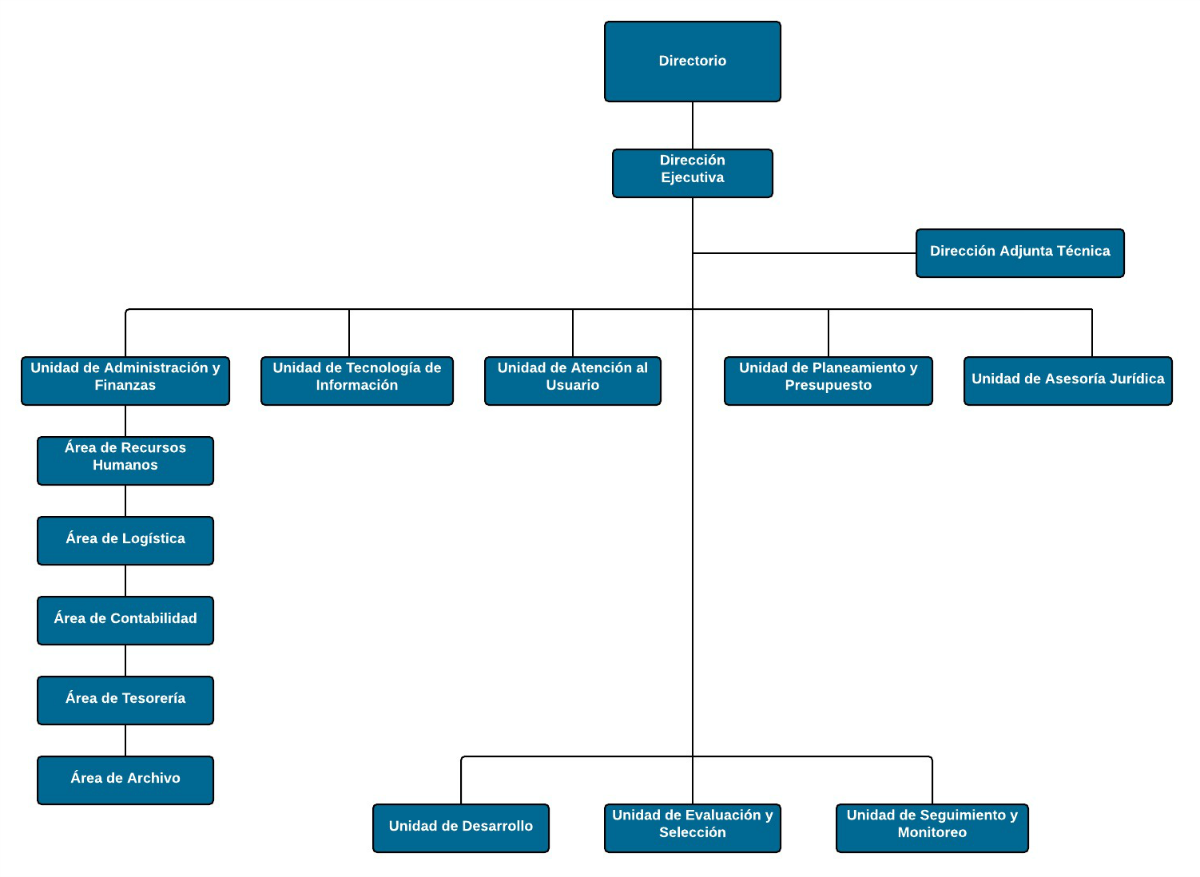 Directorio
Dirección
Ejecutiva
Dirección Adjunta Técnica
Unidad de Administración y
Finanzas
Unidad de Tecnología de
Información
Unidad de Atención al
Usuario
Unidad de Planeamiento y
Presupuesto
Unidad de Asesoría Jurídica
Área de Recursos
Humanos
Área de Logística
Área de Contabilidad
Área de Tesorería
Área de Archivo
Unidad de Desarrollo
Unidad de Evaluación y
Selección
Unidad de Seguimiento y
Monitoreo